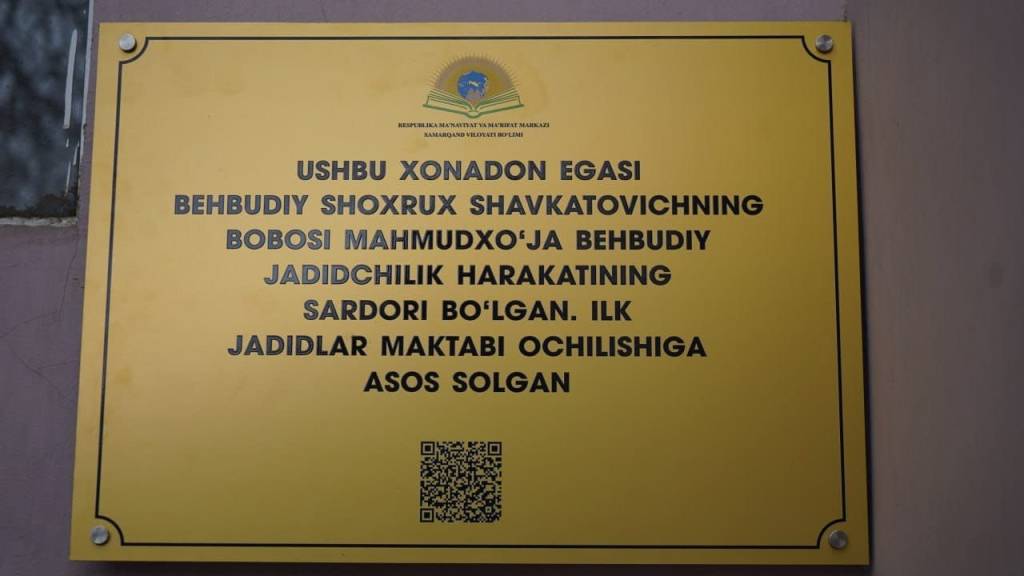 RESPUBLIKA MA'NAVIYAT VA MA'RIFAT MARKAZI
SAMARQAND VILOYATI BO'LIMI
USHBU XONADON EGASI
BEHBUDIY SHOXRUX SHAVKATOVICHNING
BOBOSI MAHMUDXO‘JA BEHBUDIY
JADIDCHILIK HARAKATINING
SARDORI BO‘LGAN. ILK
JADIDLAR MAKTABI OCHILISHIGA
ASOS SOLGAN